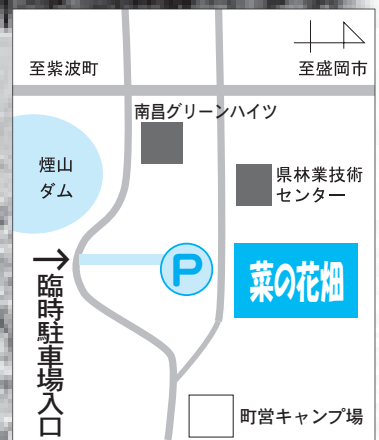 至紫波町
至盛岡市
南昌グリーンハイツ
煙山
ダム
県林業技術
センター
P
菜の花畑
→臨時駐車場入口
町営キャンプ場